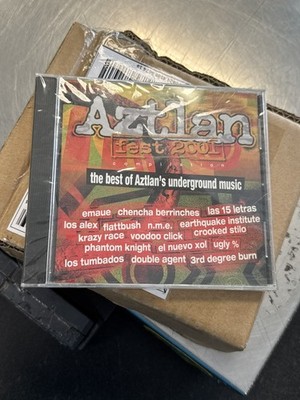 Aztlan
fest 2001
compilation
the best of Aztlan's underground music
emaue chencha berrinches las 15 letras
los alex flattbush n.m.e. earthquake institute
krazy race voodoo click crooked stilo
phantom knight el nuevo xol ugly %
los tumbados double agent 3rd degree burn